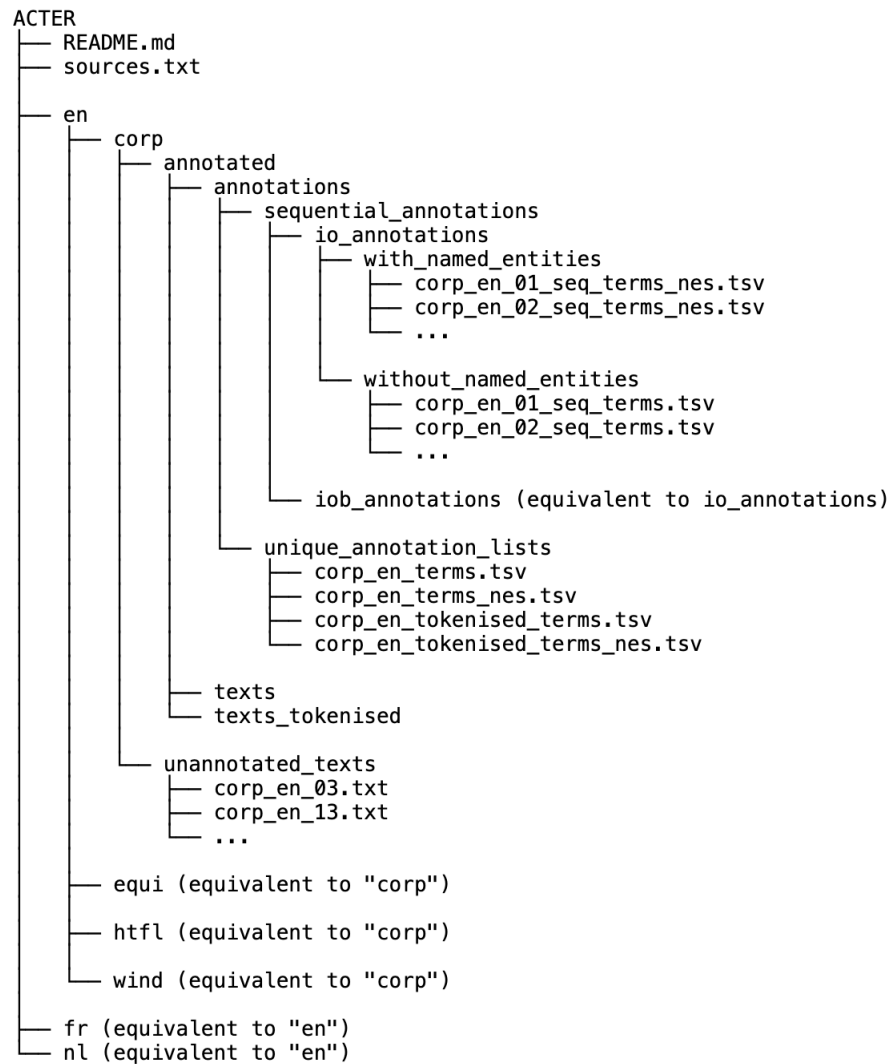 ACTER
├── README.md
├── sources.txt
├── en
├── corp
├── annotated
├── annotations
├── sequential_annotations
├── io_annotations
├── with_named_entities
├── corp_en_01_seq_terms_nes.tsv
├── corp_en_02_seq_terms_nes.tsv
└── ...
└── without_named_entities
├── corp_en_01_seq_terms.tsv
├── corp_en_02_seq_terms.tsv
└── ...
└── iob_annotations (equivalent to io_annotations)
└── unique_annotation_lists
├── corp_en_terms.tsv
├── corp_en_terms_nes.tsv
├── corp_en_tokenised_terms.tsv
└── corp_en_tokenised_terms_nes.tsv
├── texts
└── texts_tokenised
└── unannotated_texts
├── corp_en_03.txt
├── corp_en_13.txt
└── ...
├── equi (equivalent to "corp")
├── htfl (equivalent to "corp")
└── wind (equivalent to "corp")
├── fr (equivalent to "en")
└── nl (equivalent to "en")